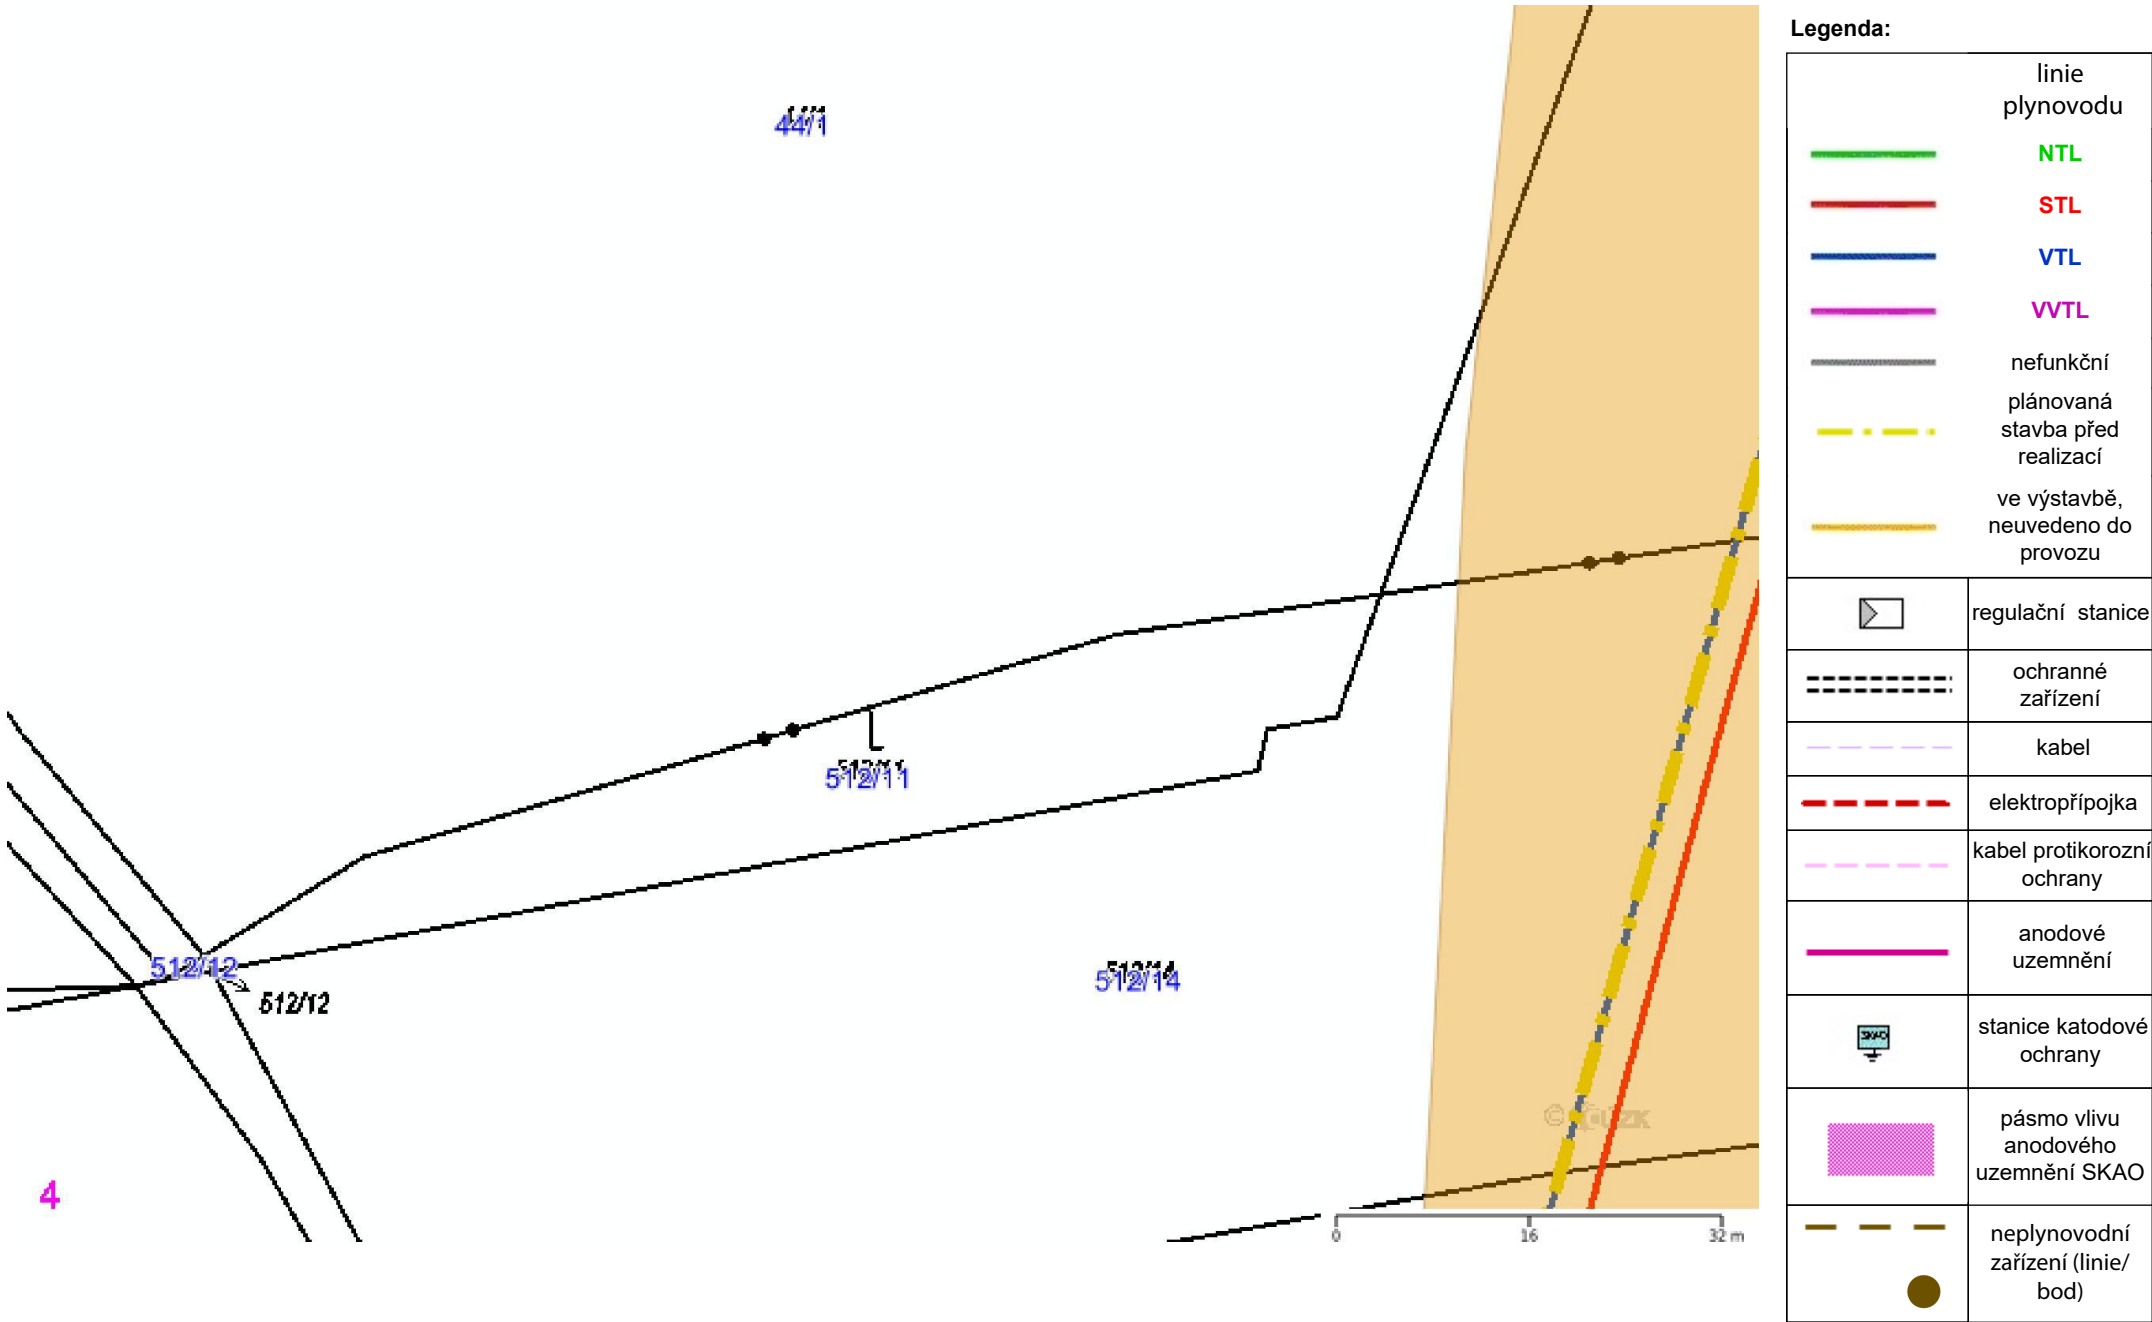 44/1
512/11
512/12
512/12
512/14
4
0 16 32 m
Legenda:
linie
plynovodu
NTL
STL
VTL
VVTL
nefunkční
plánovaná
stavba před
realizací
ve výstavbě,
neuvedeno do
provozu
regulační stanice
ochranné
zařízení
kabel
elektropřípojka
kabel protikorozní
ochrany
anodové
uzemnění
SKAO
stanice katodové
ochrany
pásmo vlivu
anodového
uzemnění SKAO
neplynovodní
zařízení (linie/
bod)